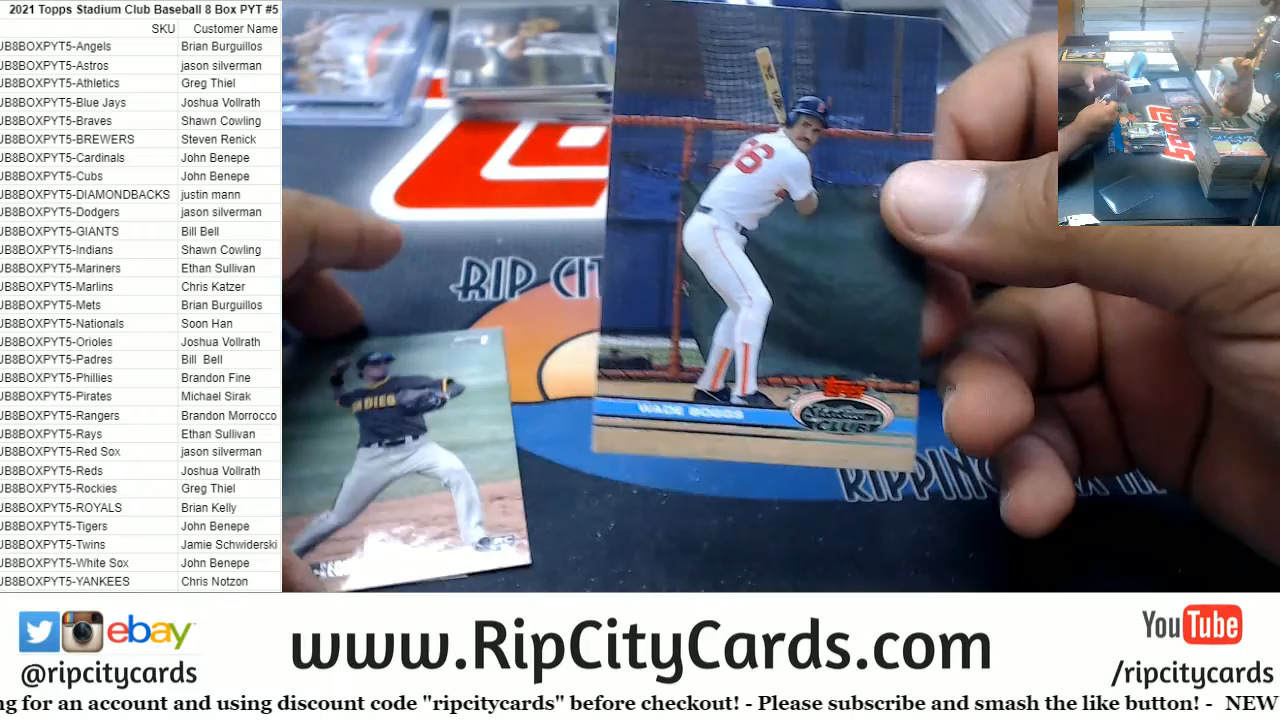 2021 Topps Stadium Club Baseball 8 Box PYT #5
SKU Customer Name
JB8BOXPYT5-Angels Brian Burguillos
JB8BOXPYT5-Astros jason silverman
JB8BOXPYT5-Athletics Greg Thiel
JB8BOXPYT5-Blue Jays Joshua Vollrath
JB8BOXPYT5-Braves Shawn Cowling
JB8BOXPYT5-BREWERS Steven Renick
JB8BOXPYT5-Cardinals John Benepe
JB8BOXPYT5-Cubs John Benepe
JB8BOXPYT5-DIAMONDBACKS justin mann
JB8BOXPYT5-Dodgers jason silverman
JB8BOXPYT5-GIANTS Bill Bell
JB8BOXPYT5-Indians Shawn Cowling
JB8BOXPYT5-Mariners Ethan Sullivan
JB8BOXPYT5-Marlins Chris Katzer
JB8BOXPYT5-Mets Brian Burguillos
JB8BOXPYT5-Nationals Soon Han
JB8BOXPYT5-Orioles Joshua Vollrath
JB8BOXPYT5-Padres Bill Bell
JB8BOXPYT5-Phillies Brandon Fine
JB8BOXPYT5-Pirates Michael Sirak
JB8BOXPYT5-Rangers Brandon Morrocco
JB8BOXPYT5-Rays Ethan Sullivan
JB8BOXPYT5-Red Sox jason silverman
JB8BOXPYT5-Reds Joshua Vollrath
JB8BOXPYT5-Rockies Greg Thiel
JB8BOXPYT5-ROYALS Brian Kelly
JB8BOXPYT5-Tigers John Benepe
JB8BOXPYT5-Twins Jamie Schwiderski
JB8BOXPYT5-White Sox John Benepe
JB8BOXPYT5-YANKEES Chris Notzon
RIP CIT
26
Topps
WADE BOGGS
Stadium
CLUB
N DIEG
RIPPING
ebay
@ripcitycards
www.RipCityCards.com
YouTube
/ripcitycards
ng for an account and using discount code "ripcitycards" before checkout! - Please subscribe and smash the like button! - NEW